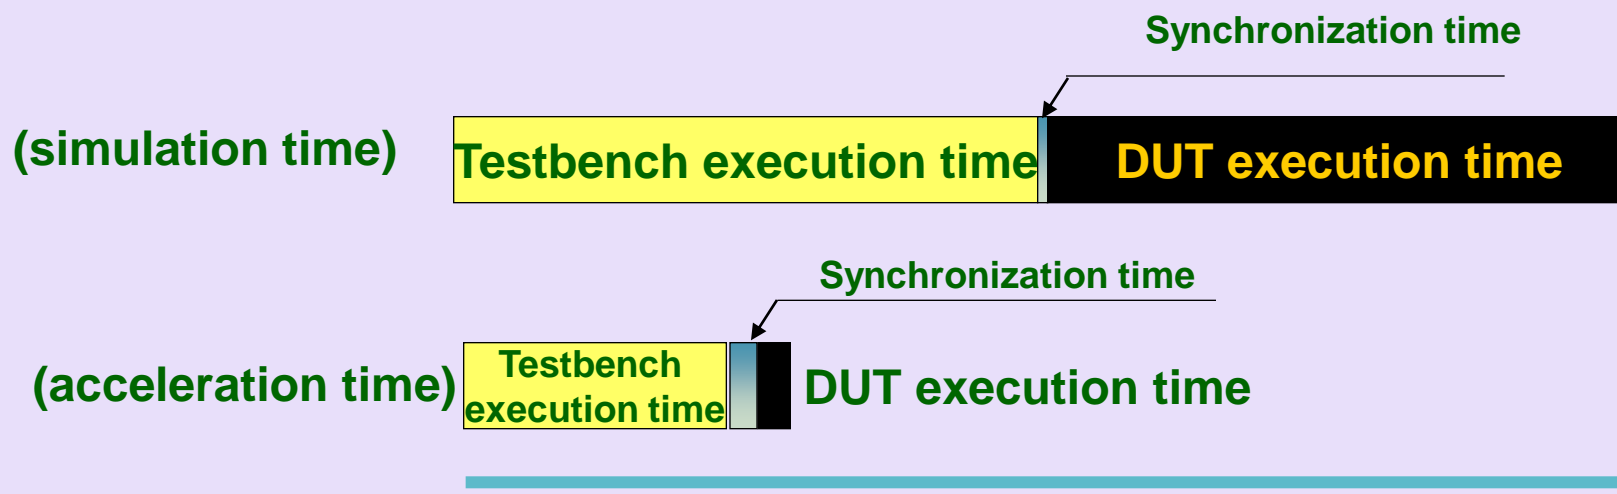 Synchronization time
(simulation time)
Testbench execution time
DUT execution time
Synchronization time
(acceleration time)
Testbench
execution time
DUT execution time